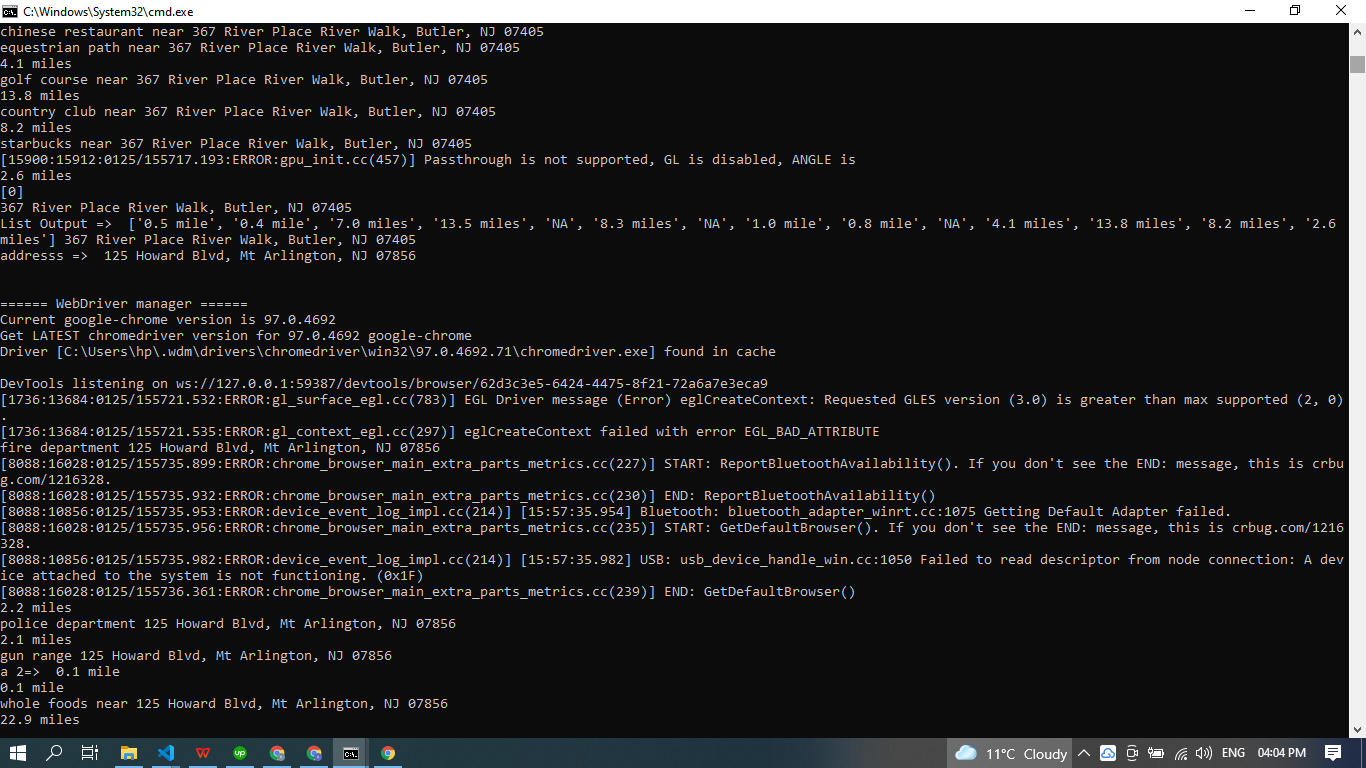 C:\Windows\System32\cmd.exe
chinese restaurant near 367 River Place River Walk, Butler, NJ 07405
equestrian path near 367 River Place River Walk, Butler, NJ 07405
4.1 miles
golf course near 367 River Place River Walk, Butler, NJ 07405
13.8 miles
country club near 367 River Place River Walk, Butler, NJ 07405
8.2 miles
starbucks near 367 River Place River Walk, Butler, NJ 07405
[15900:15912:0125/155717.193:ERROR:gpu_init.cc(457)] Passthrough is not supported, GL is disabled, ANGLE is
2.6 miles
[0]
367 River Place River Walk, Butler, NJ 07405
List Output =>  ['0.5 mile', '0.4 mile', '7.0 miles', '13.5 miles', 'NA', '8.3 miles', 'NA', '1.0 mile', '0.8 mile', 'NA', '4.1 miles', '13.8 miles', '8.2 miles', '2.6
miles'] 367 River Place River Walk, Butler, NJ 07405
addresss =>  125 Howard Blvd, Mt Arlington, NJ 07856
====== WebDriver manager ======
Current google-chrome version is 97.0.4692
Get LATEST chromedriver version for 97.0.4692 google-chrome
Driver [C:\Users\hp\.wdm\drivers\chromedriver\win32\97.0.4692.71\chromedriver.exe] found in cache
DevTools listening on ws://127.0.0.1:59387/devtools/browser/62d3c3e5-6424-4475-8f21-72a6a7e3eca9
[1736:13684:0125/155721.532:ERROR:gl_surface_egl.cc(783)] EGL Driver message (Error) eglCreateContext: Requested GLES version (3.0) is greater than max supported (2, 0)
.
[1736:13684:0125/155721.535:ERROR:gl_context_egl.cc(297)] eglCreateContext failed with error EGL_BAD_ATTRIBUTE
fire department 125 Howard Blvd, Mt Arlington, NJ 07856
[8088:16028:0125/155735.899:ERROR:chrome_browser_main_extra_parts_metrics.cc(227)] START: ReportBluetoothAvailability(). If you don't see the END: message, this is crbu
g.com/1216328.
[8088:16028:0125/155735.932:ERROR:chrome_browser_main_extra_parts_metrics.cc(230)] END: ReportBluetoothAvailability()
[8088:10856:0125/155735.953:ERROR:device_event_log_impl.cc(214)] [15:57:35.954] Bluetooth: bluetooth_adapter_winrt.cc:1075 Getting Default Adapter failed.
[8088:16028:0125/155735.956:ERROR:chrome_browser_main_extra_parts_metrics.cc(235)] START: GetDefaultBrowser(). If you don't see the END: message, this is crbug.com/1216
328.
[8088:10856:0125/155735.982:ERROR:device_event_log_impl.cc(214)] [15:57:35.982] USB: usb_device_handle_win.cc:1050 Failed to read descriptor from node connection: A dev
ice attached to the system is not functioning. (0x1F)
[8088:16028:0125/155736.361:ERROR:chrome_browser_main_extra_parts_metrics.cc(239)] END: GetDefaultBrowser()
2.2 miles
police department 125 Howard Blvd, Mt Arlington, NJ 07856
2.1 miles
gun range 125 Howard Blvd, Mt Arlington, NJ 07856
a 2=>  0.1 mile
0.1 mile
whole foods near 125 Howard Blvd, Mt Arlington, NJ 07856
22.9 miles
11°C Cloudy ENG 04:04 PM